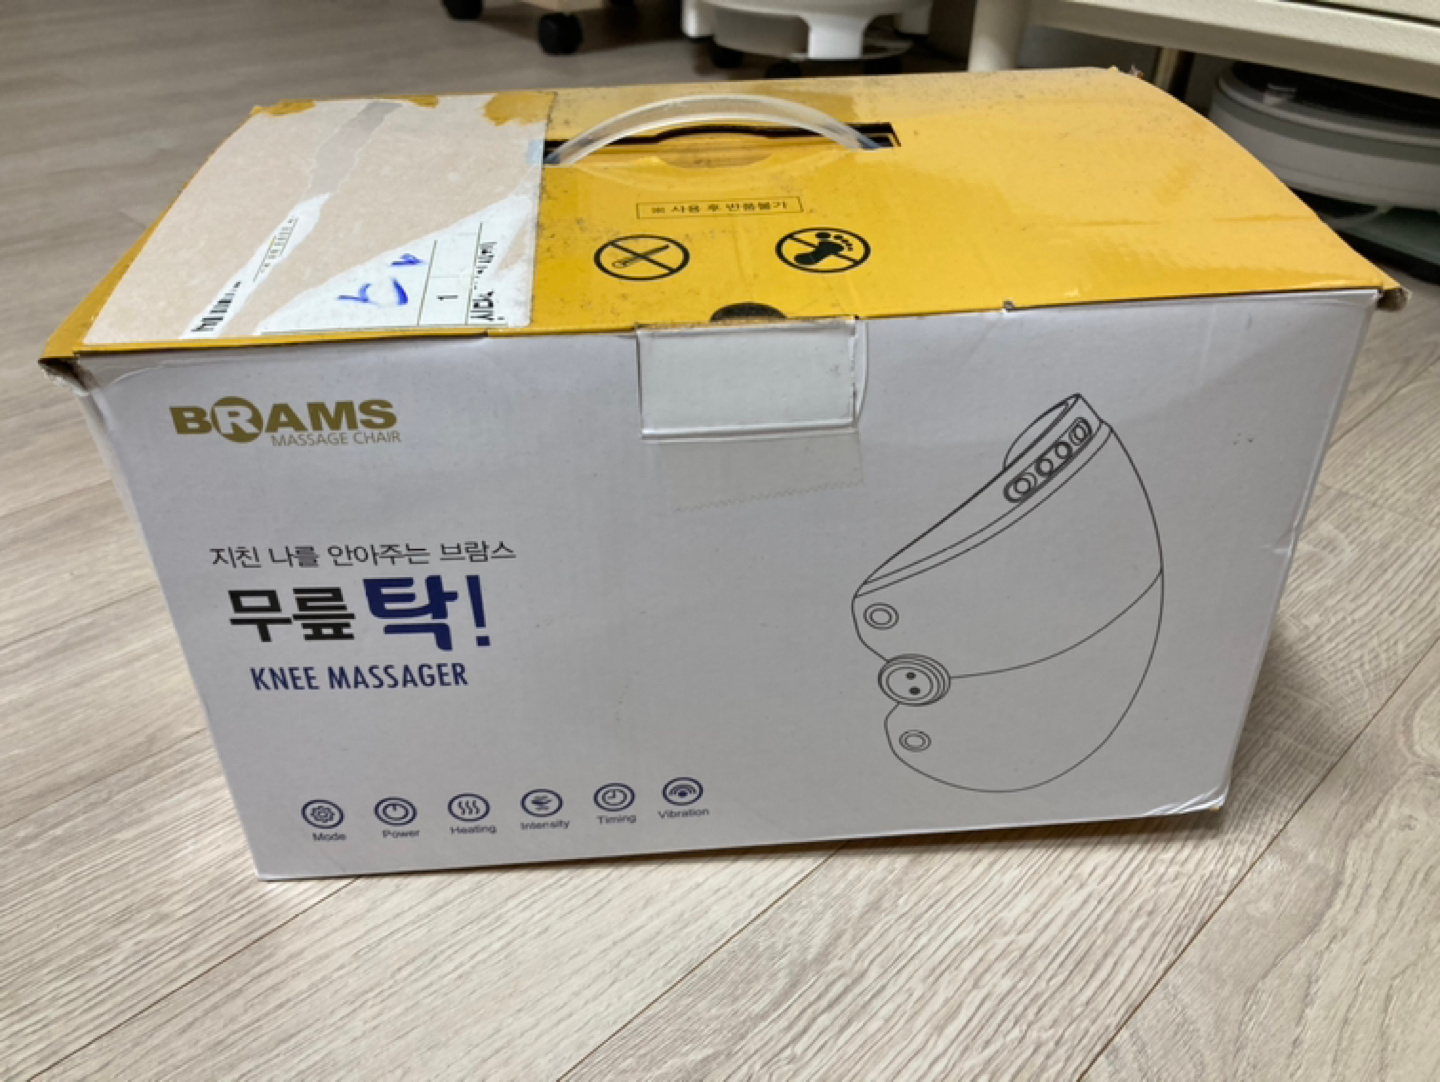 ※ 사용 후 반품불가
1
BRAMS
MASSAGE CHAIR
지친 나를 안아주는 브람스
무릎 탁!
KNEE MASSAGER
Mode
Power
Heating
Intensity
Timing
Vibration